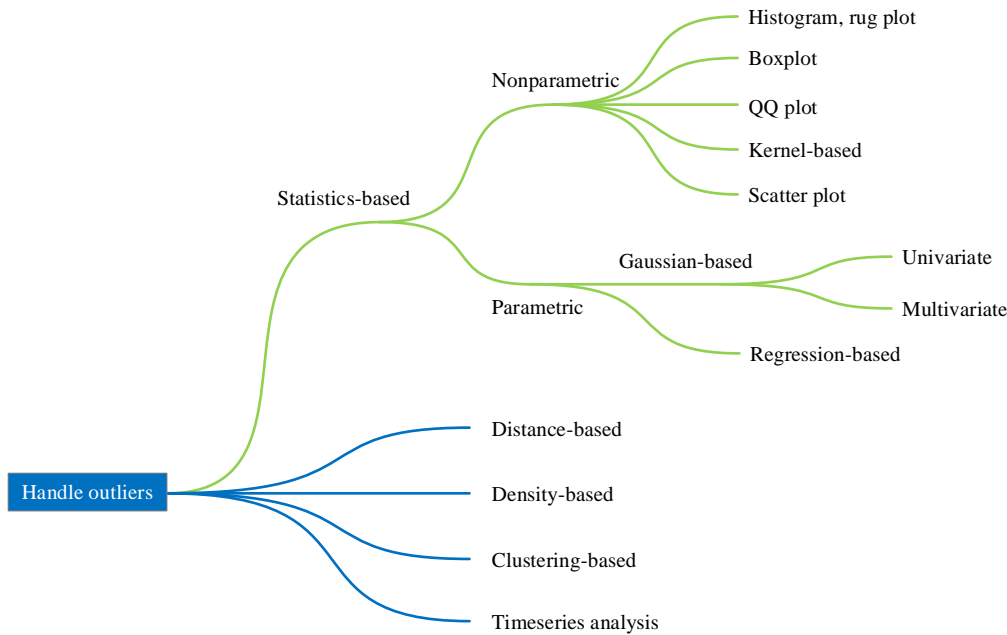 Histogram, rug plot
Boxplot
Nonparametric
QQ plot
Kernel-based
Scatter plot
Statistics-based
Gaussian-based
Univariate
Parametric
Multivariate
Regression-based
Distance-based
Handle outliers
Density-based
Clustering-based
Timeseries analysis